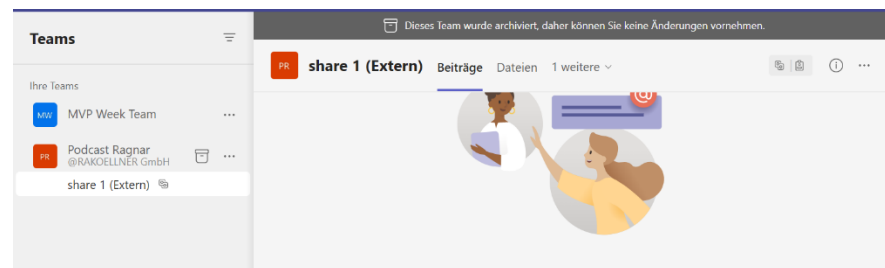 Dieses Team wurde archiviert, daher können Sie keine Änderungen vornehmen.
Teams
PR share 1 (Extern) Beiträge Dateien 1 weitere
Ihre Teams
MW MVP Week Team
PR Podcast Ragnar
@RAKOELLNER GmbH
share 1 (Extern)